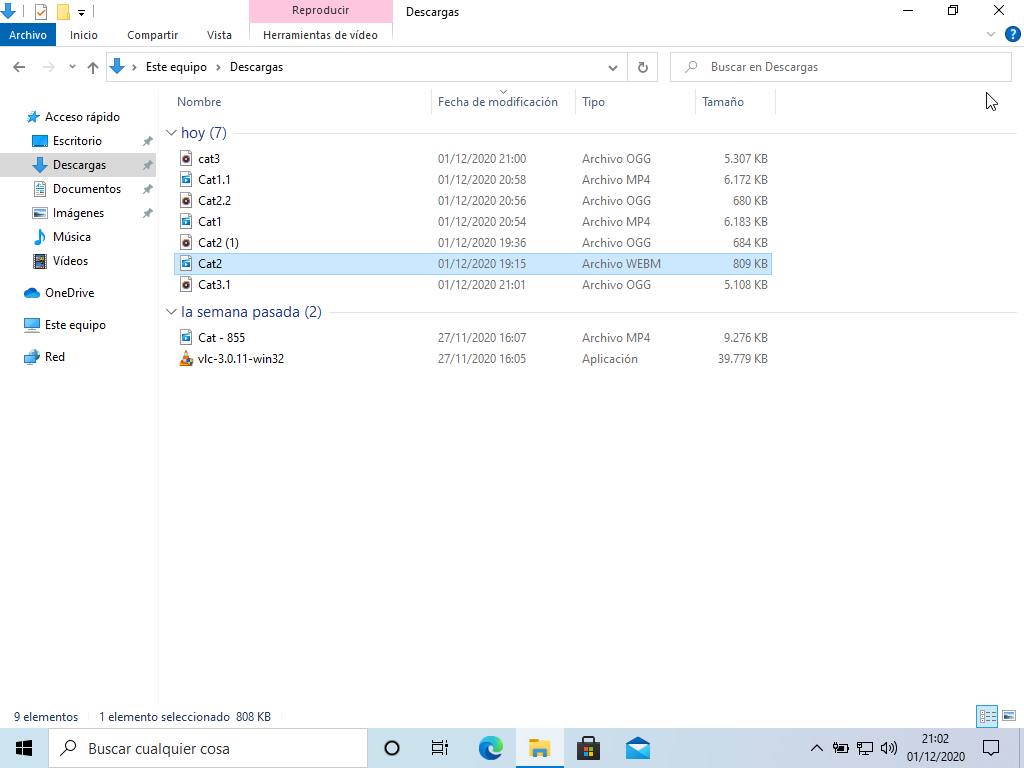 Reproducir
Descargas
Archivo Inicio Compartir Vista Herramientas de vídeo
?
Este equipo › Descargas
Buscar en Descargas
Nombre Fecha de modificación Tipo Tamaño
Acceso rápido
Escritorio
Descargas
Documentos
Imágenes
Música
Vídeos
OneDrive
Este equipo
Red
hoy (7)
cat3 01/12/2020 21:00 Archivo OGG 5.307 KB
Cat1.1 01/12/2020 20:58 Archivo MP4 6.172 KB
Cat2.2 01/12/2020 20:56 Archivo OGG 680 KB
Cat1 01/12/2020 20:54 Archivo MP4 6.183 KB
Cat2 (1) 01/12/2020 19:36 Archivo OGG 684 KB
Cat2 01/12/2020 19:15 Archivo WEBM 809 KB
Cat3.1 01/12/2020 21:01 Archivo OGG 5.108 KB
la semana pasada (2)
Cat - 855 27/11/2020 16:07 Archivo MP4 9.276 KB
vlc-3.0.11-win32 27/11/2020 16:05 Aplicación 39.779 KB
9 elementos 1 elemento seleccionado 808 KB
Buscar cualquier cosa
21:02
01/12/2020